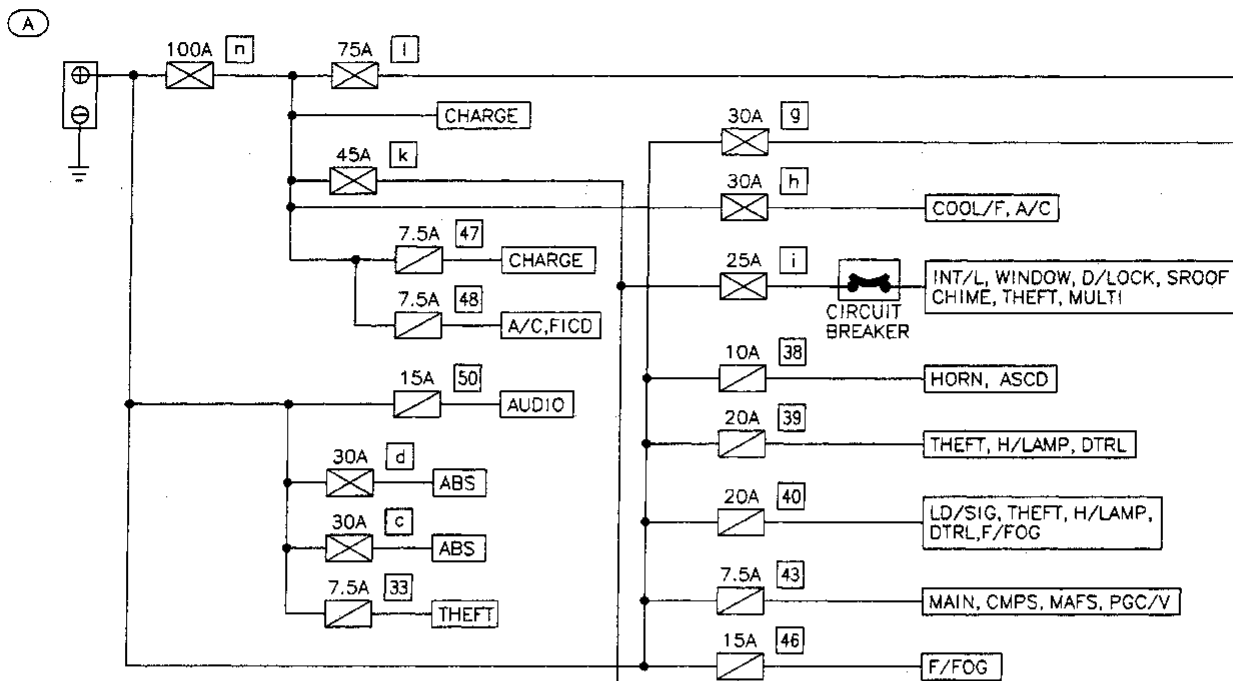 A
100A n
75A l
CHARGE
45A k
30A g
30A h
COOL/F, A/C
7.5A 47
CHARGE
25A i
INT/L, WINDOW, D/LOCK, SROOF
CHIME, THEFT, MULTI
CIRCUIT
BREAKER
7.5A 48
A/C,FICD
10A 38
HORN, ASCD
15A 50
AUDIO
20A 39
THEFT, H/LAMP, DTRL
30A d
ABS
20A 40
LD/SIG, THEFT, H/LAMP,
DTRL,F/FOG
30A c
ABS
7.5A 43
MAIN, CMPS, MAFS, PGC/V
7.5A 33
THEFT
15A 46
F/FOG